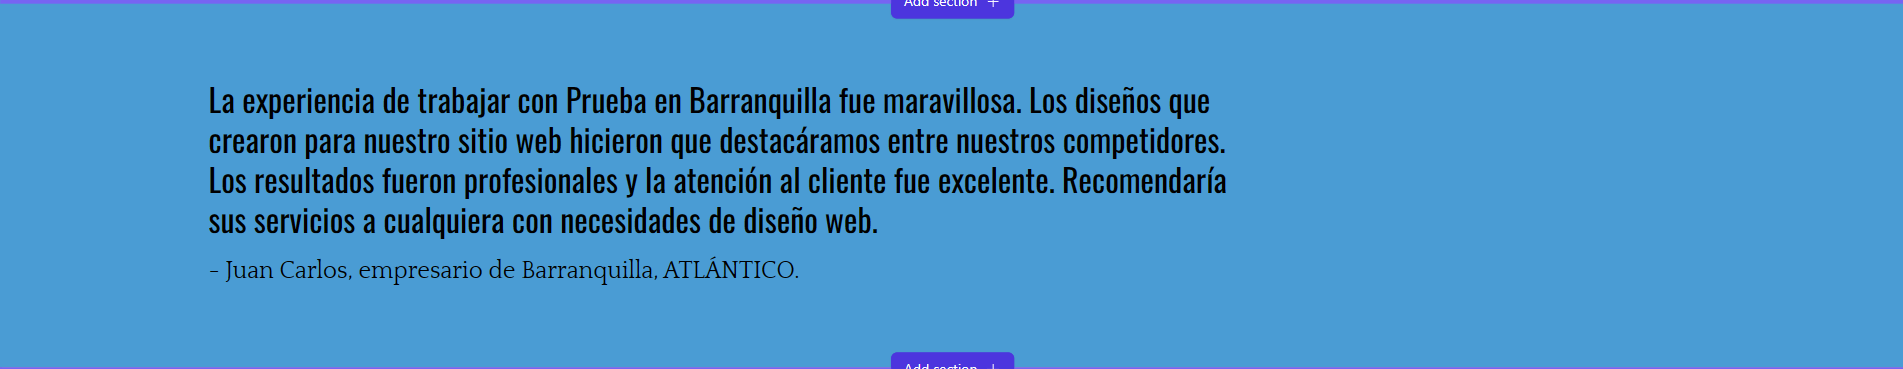 Add section +
La experiencia de trabajar con Prueba en Barranquilla fue maravillosa. Los diseños que
crearon para nuestro sitio web hicieron que destacáramos entre nuestros competidores.
Los resultados fueron profesionales y la atención al cliente fue excelente. Recomendaría
sus servicios a cualquiera con necesidades de diseño web.
- Juan Carlos, empresario de Barranquilla, ATLÁNTICO.
Add section +